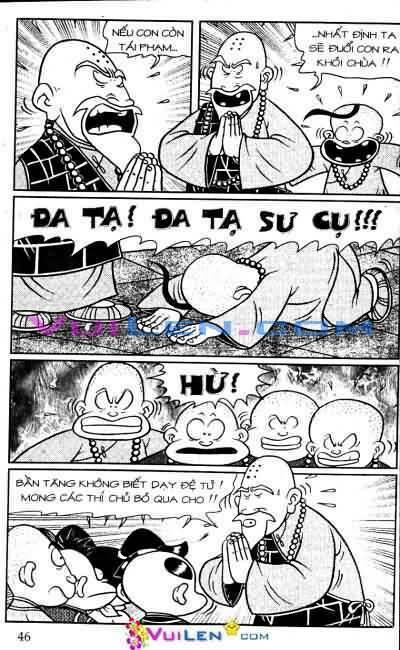 NẾU CON CÒN
TÁI PHẠM...
...NHẤT ĐỊNH TA
SẼ ĐUỔI CON RA
KHỎI CHÙA !!
ĐA TẠ! ĐA TẠ SƯ CỤ!!!
VUILEN.COM
HỪ!
BẦN TĂNG KHÔNG BIẾT DẠY ĐỆ TỬ!
MONG CÁC THÍ CHỦ BỎ QUA CHO !!
46
VUILEN.COM